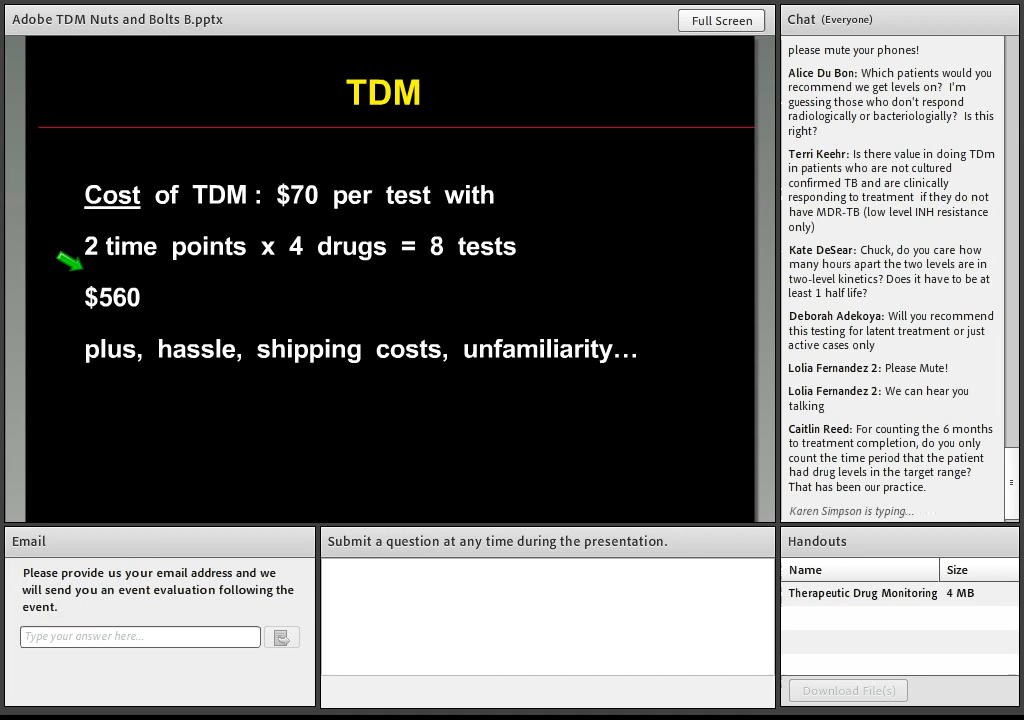 Adobe TDM Nuts and Bolts B.pptx
Full Screen
TDM
Cost of TDM : $70 per test with
2 time points x 4 drugs = 8 tests
$560
plus, hassle, shipping costs, unfamiliarity...
Chat (Everyone)
please mute your phones!
Alice Du Bon: Which patients would you
recommend we get levels on? I'm
guessing those who don't respond
radiologically or bacteriologially? Is this
right?
Terri Keehr: Is there value in doing TDm
in patients who are not cultured
confirmed TB and are clinically
responding to treatment if they do not
have MDR-TB (low level INH resistance
only)
Kate DeSear: Chuck, do you care how
many hours apart the two levels are in
two-level kinetics? Does it have to be at
least 1 half life?
Deborah Adekoya: Will you recommend
this testing for latent treatment or just
active cases only
Lolia Fernandez 2: Please Mute!
Lolia Fernandez 2: We can hear you
talking
Caitlin Reed: For counting the 6 months
to treatment completion, do you only
count the time period that the patient
had drug levels in the target range?
That has been our practice.
Karen Simpson is typing...
Email
Please provide us your email address and we
will send you an event evaluation following the
event.
Type your answer here...
Submit a question at any time during the presentation.
Handouts
Name Size
Therapeutic Drug Monitoring 4 MB
Download File(s)